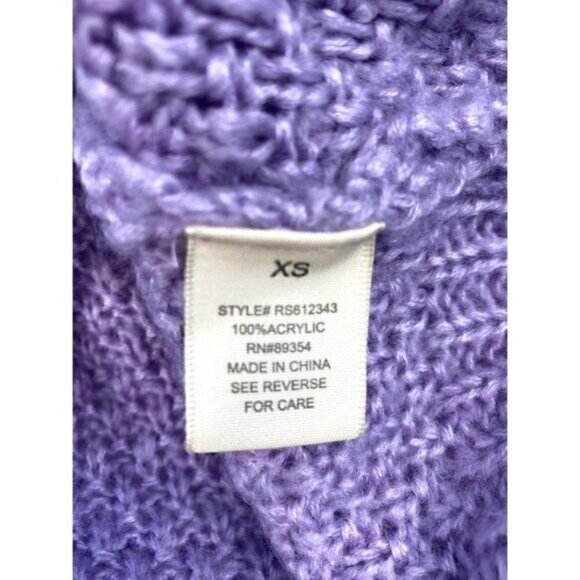 XS
STYLE# RS612343
100%ACRYLIC
RN#89354
MADE IN CHINA
SEE REVERSE
FOR CARE